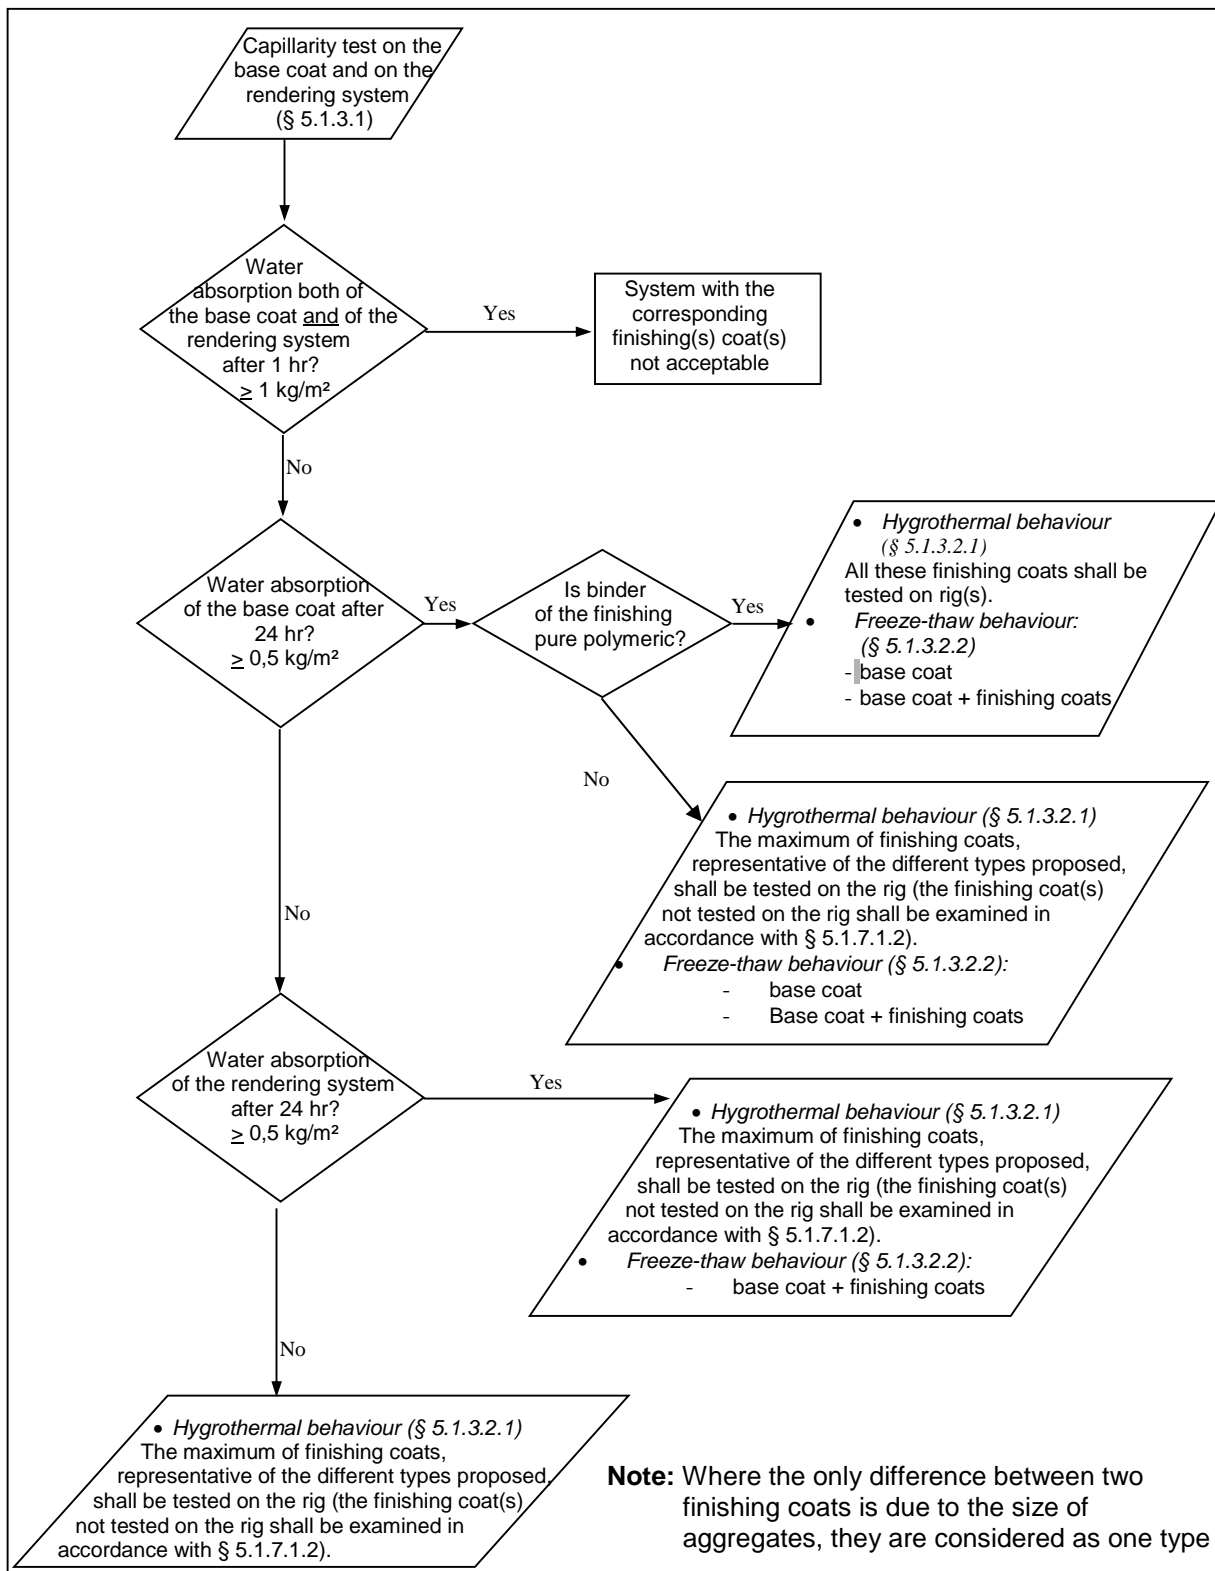 Capillarity test on the
base coat and on the
rendering system
(§ 5.1.3.1)
Water
absorption both of
the base coat and of the
rendering system
after 1 hr?
≥ 1 kg/m²
Yes
System with the
corresponding
finishing(s) coat(s)
not acceptable
No
Water absorption
of the base coat after
24 hr?
≥ 0,5 kg/m²
Yes
Is binder
of the finishing
pure polymeric?
Yes
• Hygrothermal behaviour
(§ 5.1.3.2.1)
All these finishing coats shall be
tested on rig(s).
• Freeze-thaw behaviour:
(§ 5.1.3.2.2)
- base coat
- base coat + finishing coats
No
• Hygrothermal behaviour (§ 5.1.3.2.1)
The maximum of finishing coats,
representative of the different types proposed,
shall be tested on the rig (the finishing coat(s)
not tested on the rig shall be examined in
accordance with § 5.1.7.1.2).
• Freeze-thaw behaviour (§ 5.1.3.2.2):
- base coat
- Base coat + finishing coats
No
Water absorption
of the rendering system
after 24 hr?
≥ 0,5 kg/m²
Yes
• Hygrothermal behaviour (§ 5.1.3.2.1)
The maximum of finishing coats,
representative of the different types proposed,
shall be tested on the rig (the finishing coat(s)
not tested on the rig shall be examined in
accordance with § 5.1.7.1.2).
• Freeze-thaw behaviour (§ 5.1.3.2.2):
- base coat + finishing coats
No
• Hygrothermal behaviour (§ 5.1.3.2.1)
The maximum of finishing coats,
representative of the different types proposed,
shall be tested on the rig (the finishing coat(s)
not tested on the rig shall be examined in
accordance with § 5.1.7.1.2).
Note: Where the only difference between two
finishing coats is due to the size of
aggregates, they are considered as one type